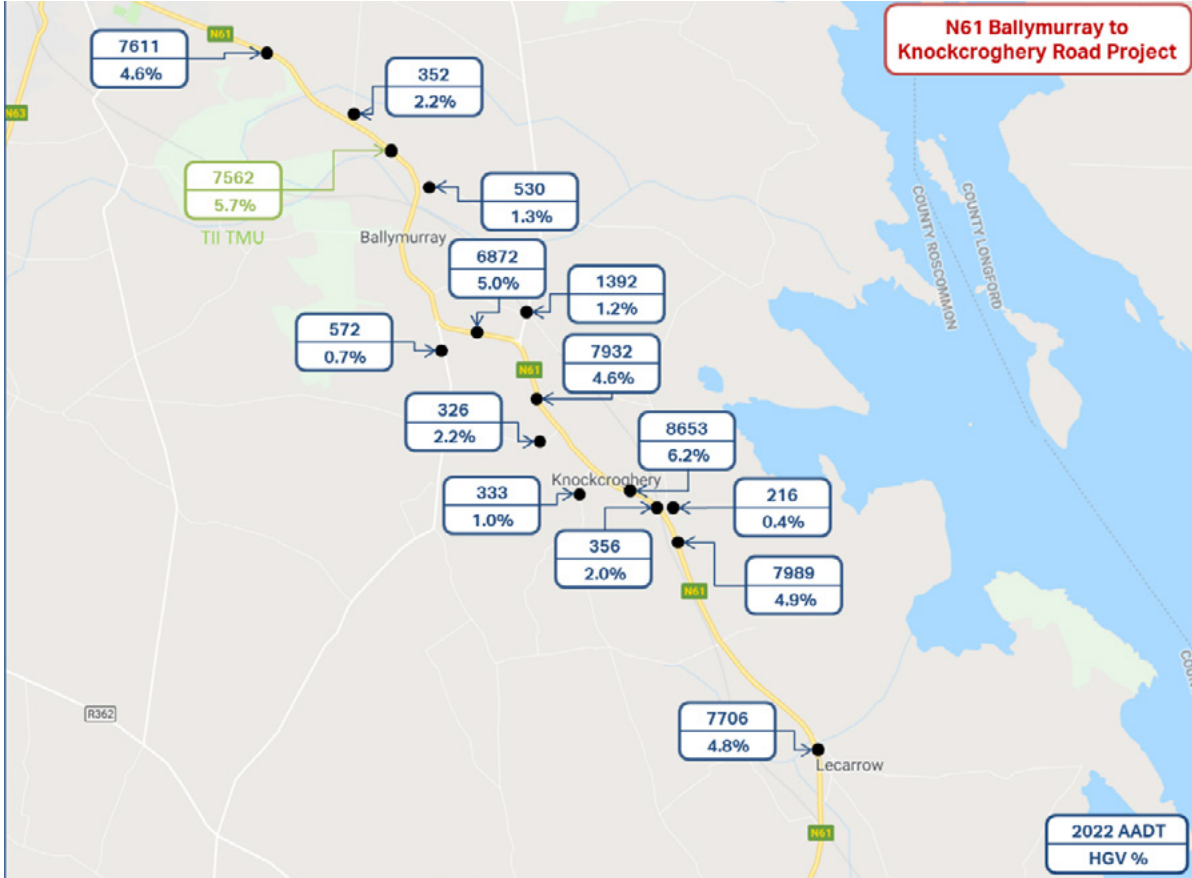 N61 Ballymurray to
Knockcroghery Road Project
N61
7611
4.6%
352
2.2%
N63
7562
5.7%
TII TMU
530
1.3%
Ballymurray
6872
5.0%
1392
1.2%
572
0.7%
7932
4.6%
N61
326
2.2%
8653
6.2%
Knockcroghery
333
1.0%
216
0.4%
356
2.0%
7989
4.9%
N61
R362
7706
4.8%
Lecarrow
N61
COUNTY ROSCOMMON
COUNTY LONGFORD
2022 AADT
HGV %